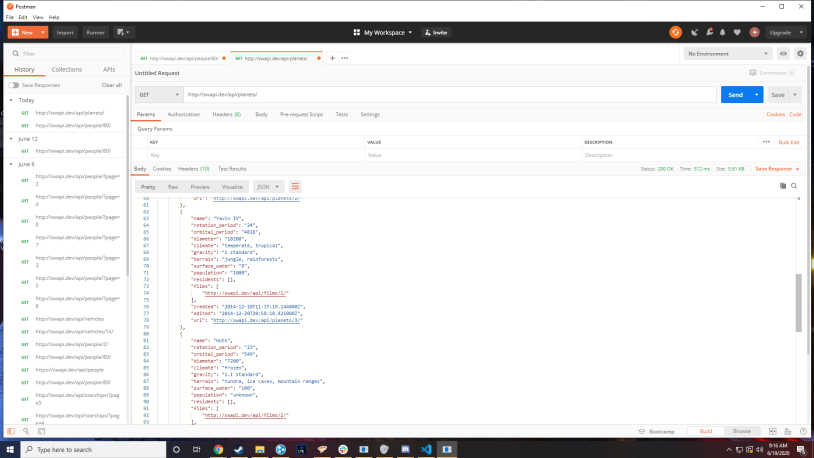 Postman
File Edit View Help
New Import Runner My Workspace Invite Upgrade
Filter
History Collections APIs
Save Responses Clear all
Today
GET http://swapi.dev/api/planets/
GET http://swapi.dev/api/people/80/
June 12
GET http://swapi.dev/api/people/80/
June 8
GET http://swapi.dev/api/people/?page=
2
GET http://swapi.dev/api/people/?page=
4
GET http://swapi.dev/api/people/?page=
GET http://swapi.dev/api/people/?page=
7
GET http://swapi.dev/api/people/?page=
3
GET http://swapi.dev/api/people/?page=
5
GET http://swapi.dev/api/people/?page=
GET http://swapi.dev/api/vehicles
GET http://swapi.dev/api/vehicles/14/
GET http://swapi.dev/api/people/2/
GET http://swapi.dev/api/people/80/
GET https://swapi.dev/api/people
GET http://swapi.dev/api/people/80/
GET http://swapi.dev/api/starships/?pag
e5
GET http://swapi.dev/api/starships/?pag
GET http://swapi.dev/api/people/80/
GET http://swapi.dev/api/planets/
No Environment
Untitled Request
Comments 0
GET http://swapi.dev/api/planets/ Send Save
Params Authorization Headers (6) Body Pre-request Script Tests Settings Cookies Code
Query Params
KEY VALUE DESCRIPTION Bulk Edit
Key Value Description
Body Cookies Headers (10) Test Results Status: 200 OK Time: 512 ms Size: 5.61 KB Save Response
Pretty Raw Preview Visualize JSON
60 "url": "http://swapi.dev/api/planets/2/"
61 },
62 {
63 "name": "Yavin IV",
64 "rotation_period": "24",
65 "orbital_period": "4818",
66 "diameter": "10200",
67 "climate": "temperate, tropical",
68 "gravity": "1 standard",
69 "terrain": "jungle, rainforests",
70 "surface_water": "8",
71 "population": "1000",
72 "residents": [],
73 "films": [
74 "http://swapi.dev/api/films/1/"
75 ],
76 "created": "2014-12-10T11:37:19.144000Z",
77 "edited": "2014-12-20T20:58:18.421000Z",
78 "url": "http://swapi.dev/api/planets/3/"
79 },
80 {
81 "name": "Hoth",
82 "rotation_period": "23",
83 "orbital_period": "549",
84 "diameter": "7200",
85 "climate": "frozen",
86 "gravity": "1.1 standard",
87 "terrain": "tundra, ice caves, mountain ranges",
88 "surface_water": "100",
89 "population": "unknown",
90 "residents": [],
91 "films": [
92 "http://swapi.dev/api/films/2/"
93 ],
Bootcamp Build Browse
Type here to search
9:16 AM
6/19/2020